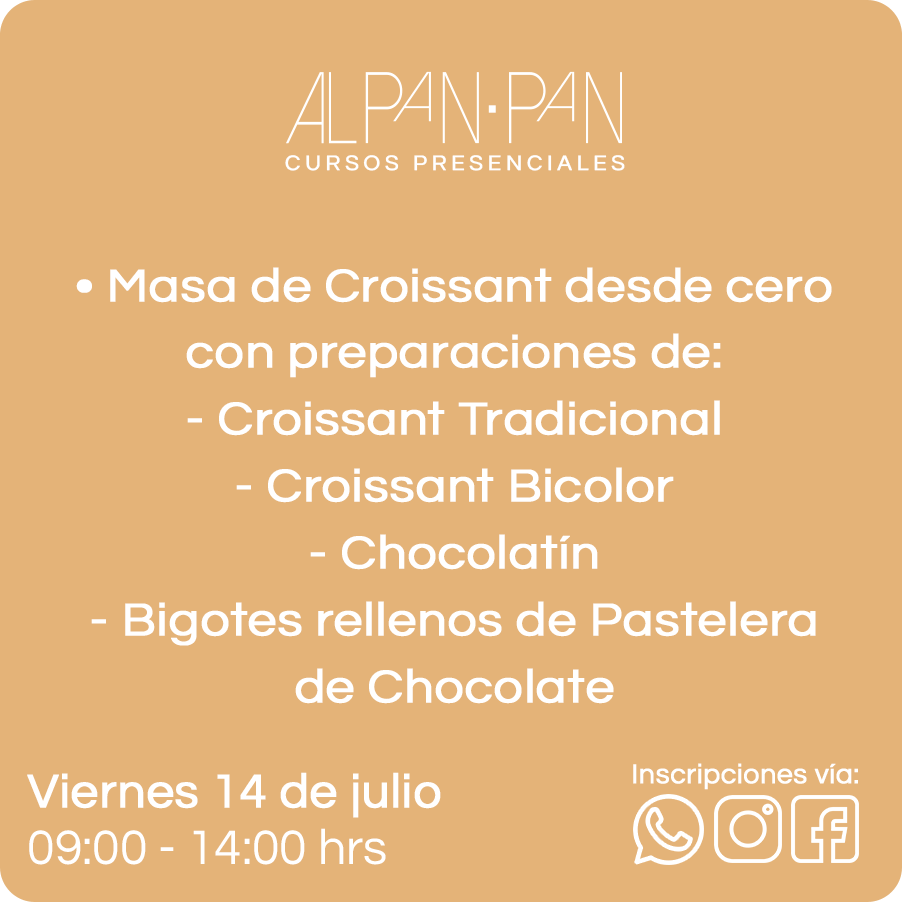 ALPAN·PAN
CURSOS PRESENCIALES
• Masa de Croissant desde cero
con preparaciones de:
- Croissant Tradicional
- Croissant Bicolor
- Chocolatín
- Bigotes rellenos de Pastelera
de Chocolate
Viernes 14 de julio
09:00 - 14:00 hrs
Inscripciones vía: